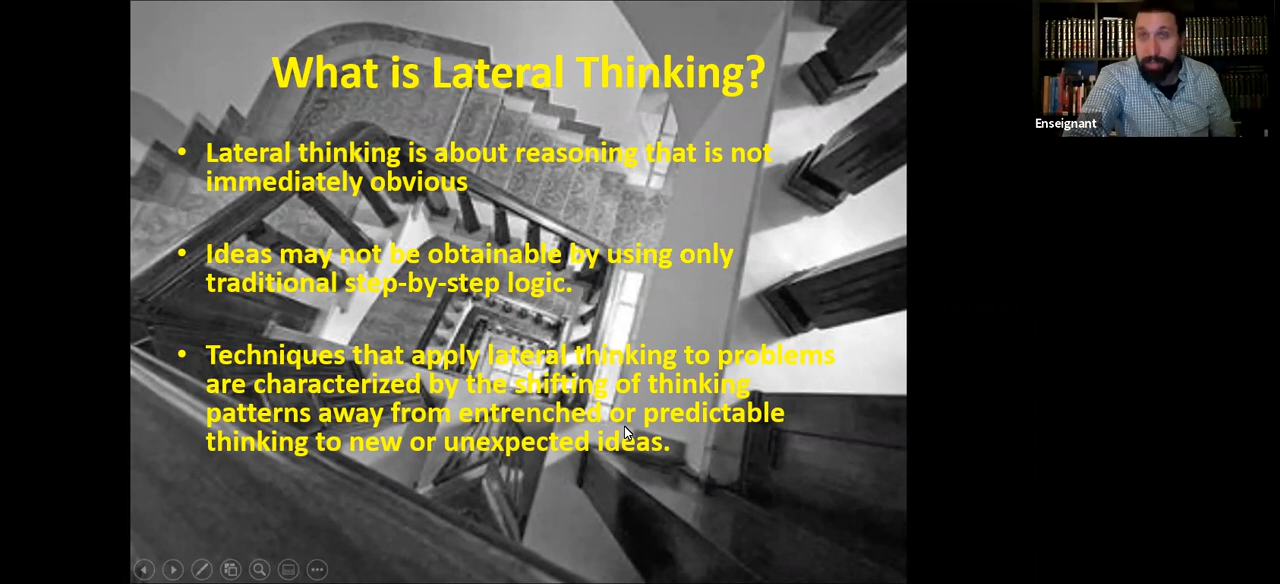 What is Lateral Thinking?
• Lateral thinking is about reasoning that is not
immediately obvious
• Ideas may not be obtainable by using only
traditional step-by-step logic.
• Techniques that apply lateral thinking to problems
are characterized by the shifting of thinking
patterns away from entrenched or predictable
thinking to new or unexpected ideas.
Enseignant